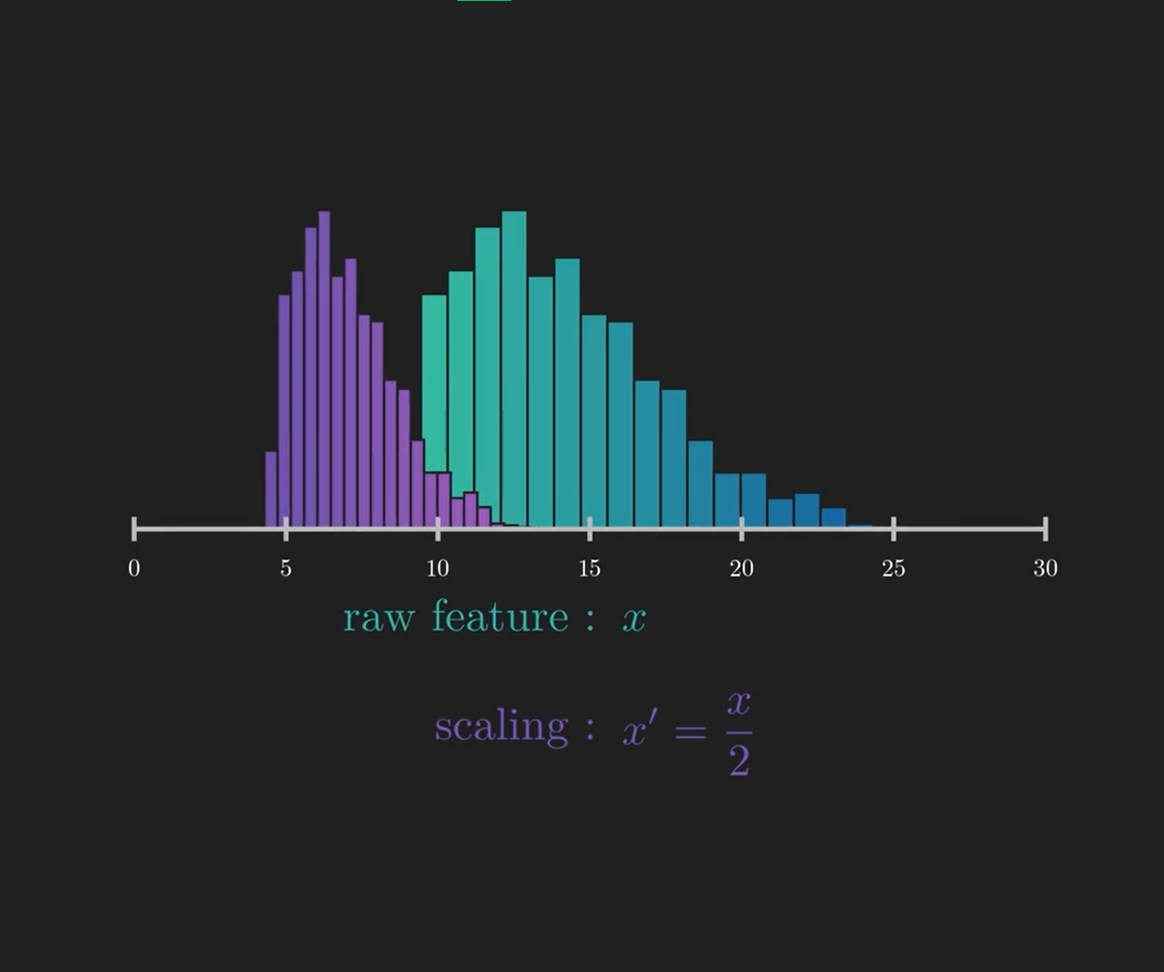 0 5 10 15 20 25 30
raw feature : x
scaling : x′ = x/2